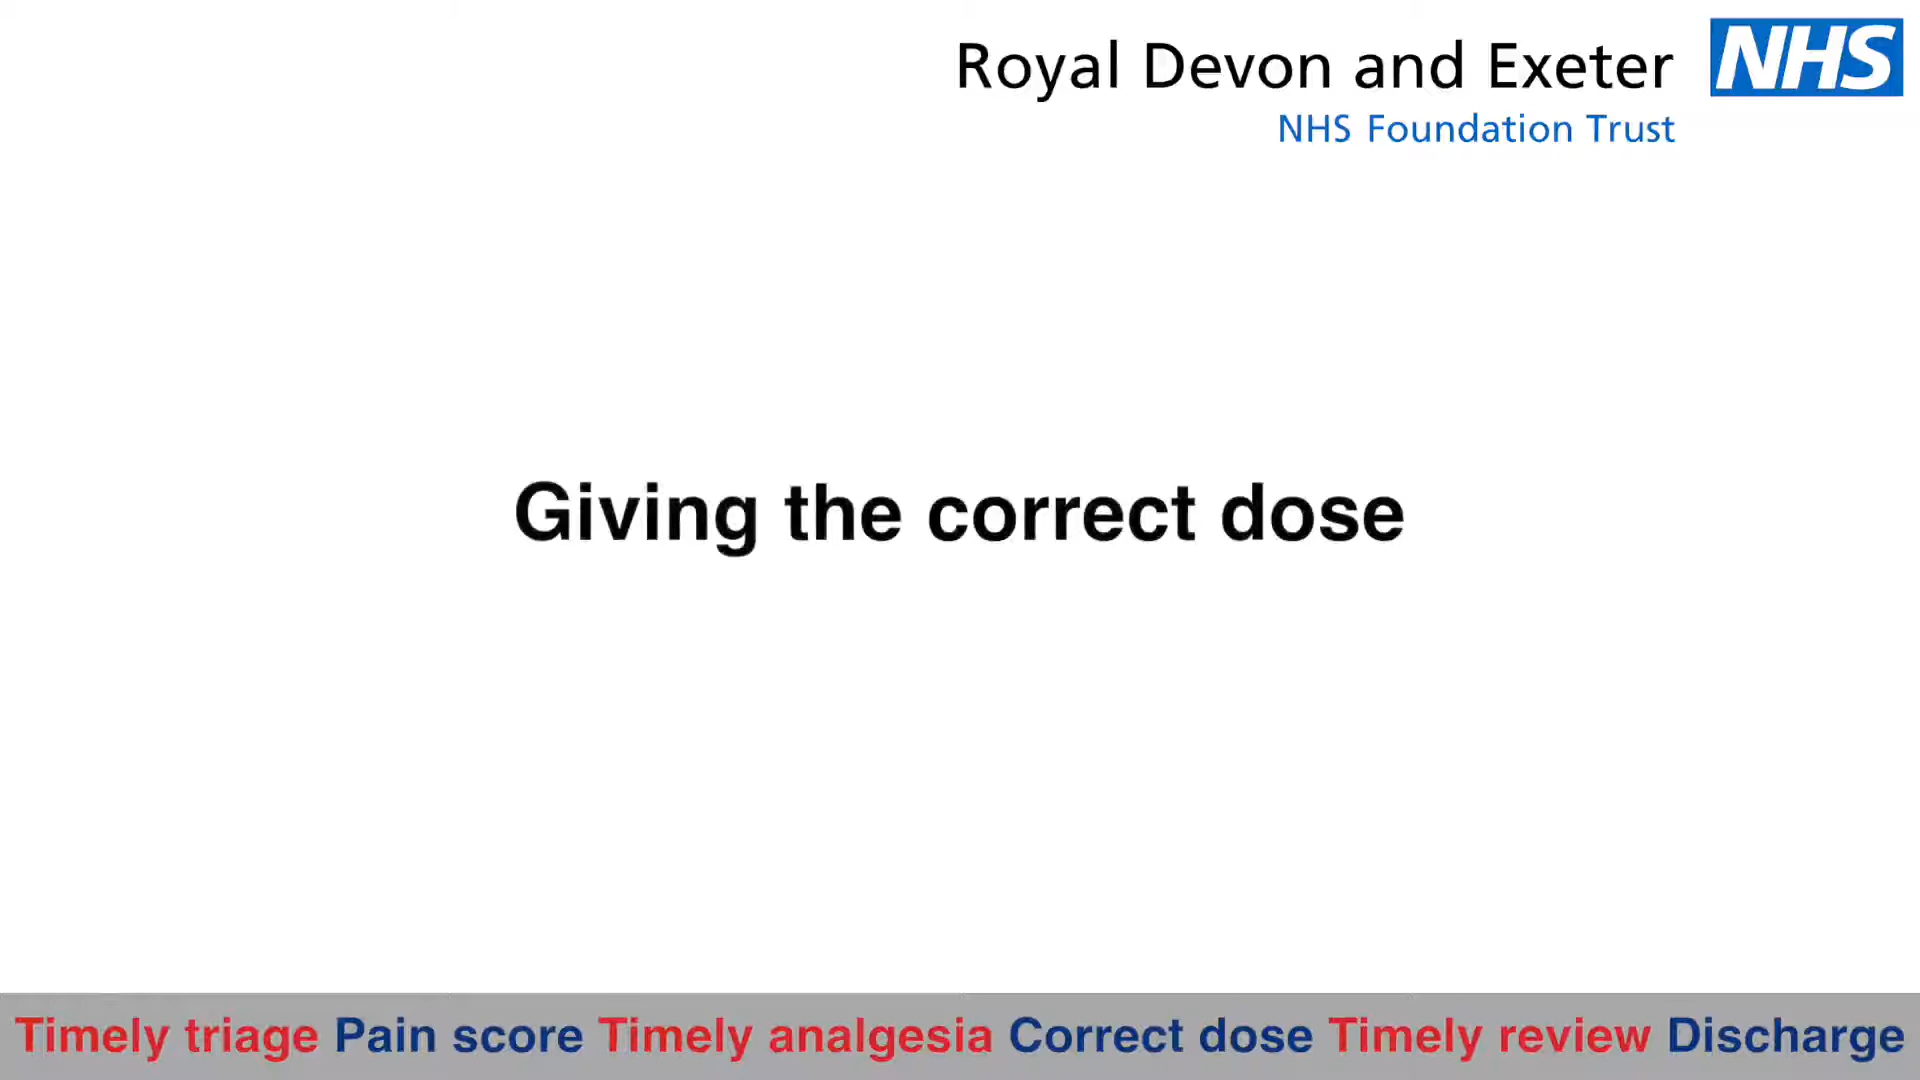 Royal Devon and Exeter NHS
NHS Foundation Trust
Giving the correct dose
Timely triage Pain score Timely analgesia Correct dose Timely review Discharge